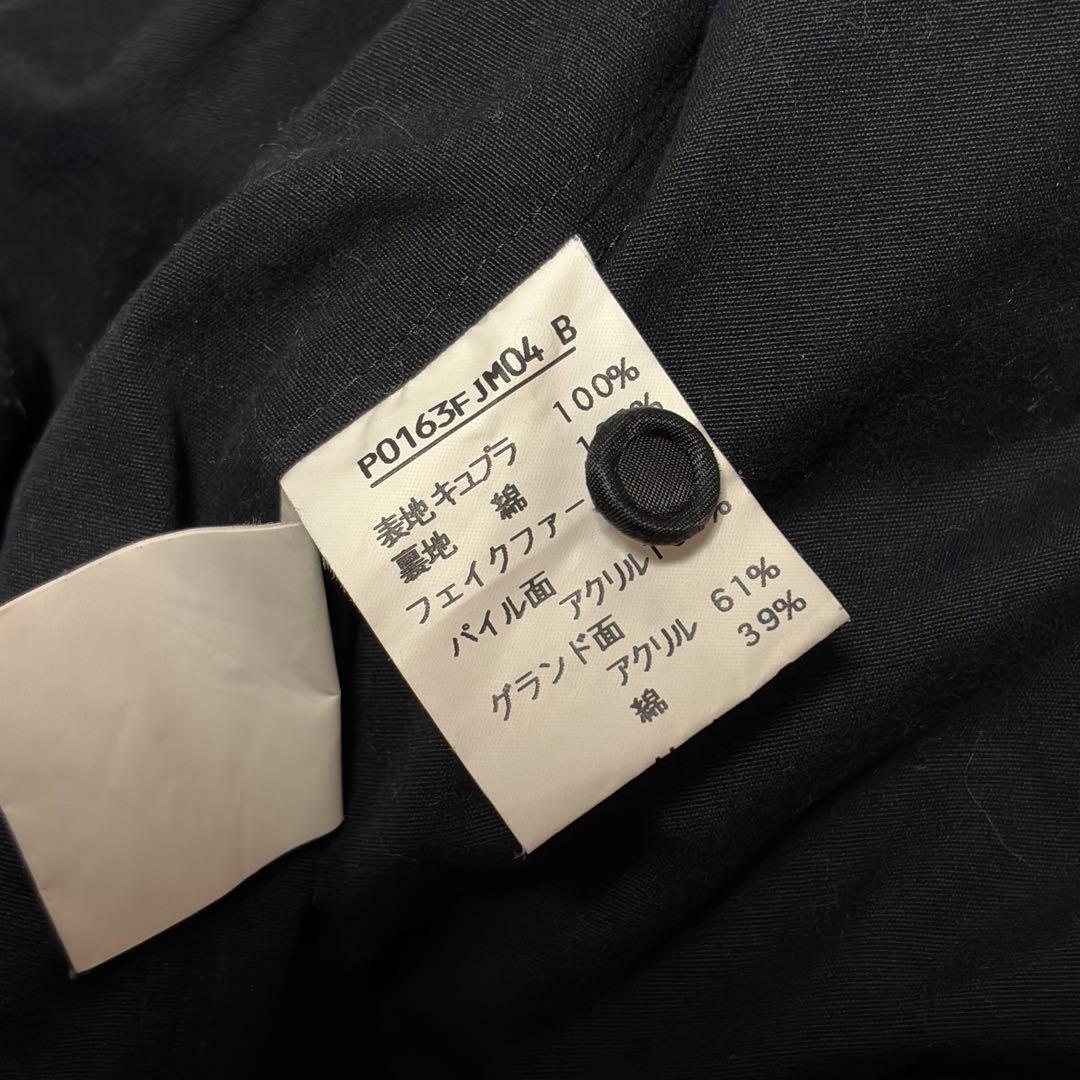 P0163FJM04 B
表地 キュプラ 100%
裏地 綿
フェイクファー
パイル面
アクリル
グランド面
アクリル 61%
綿 39%